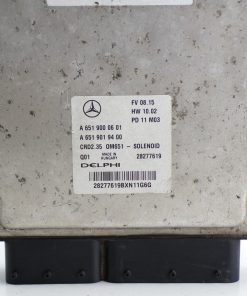 FV 08.15
HW 10.02
PD 11 M03
A 651 900 06 01
A 651 901 94 00
CRD2.35 OM651 - SOLENOID
Q01 MADE IN HUNGARY 28277619
DELPHI
28277619BXN11G6G